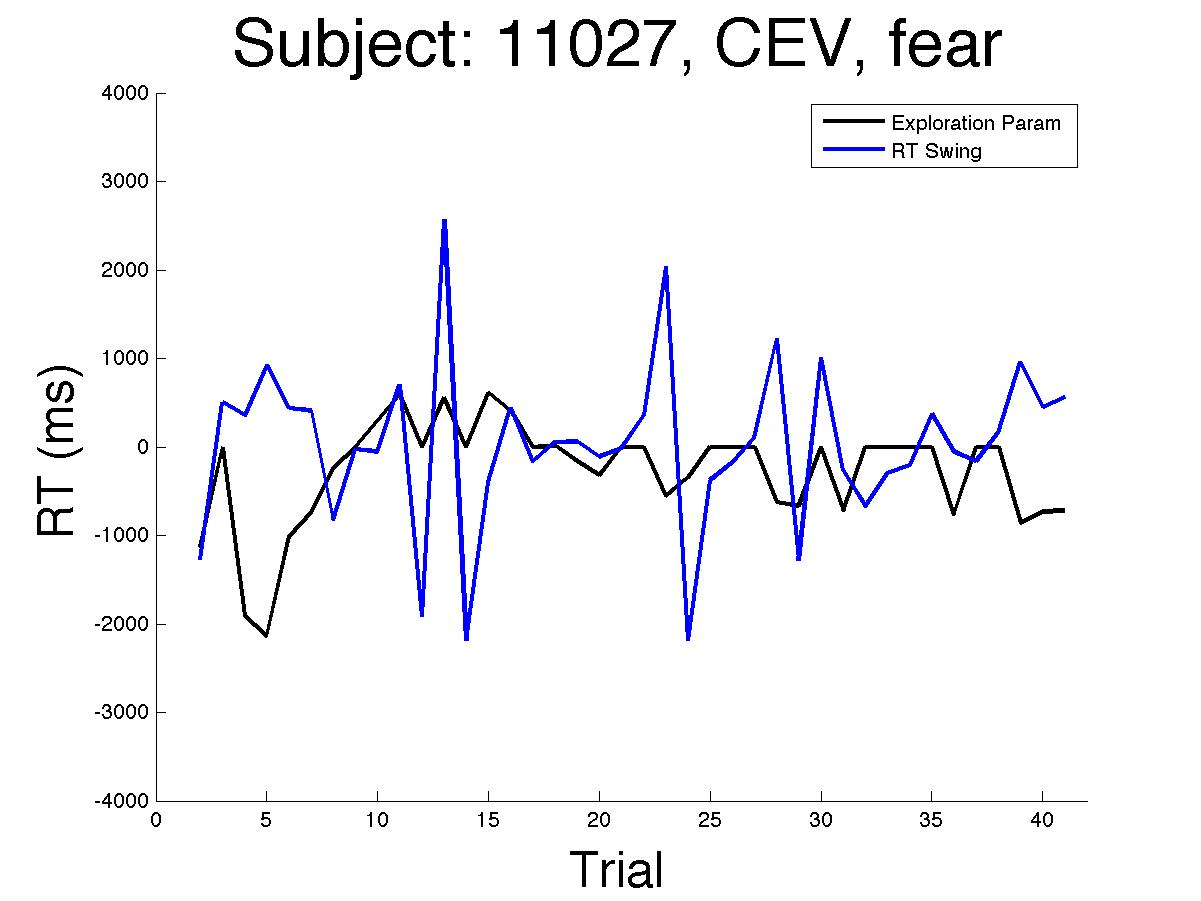 Subject: 11027, CEV, fear
4000
3000
2000
1000
0
-1000
-2000
-3000
-4000
RT (ms)
Exploration Param
RT Swing
0 5 10 15 20 25 30 35 40
Trial